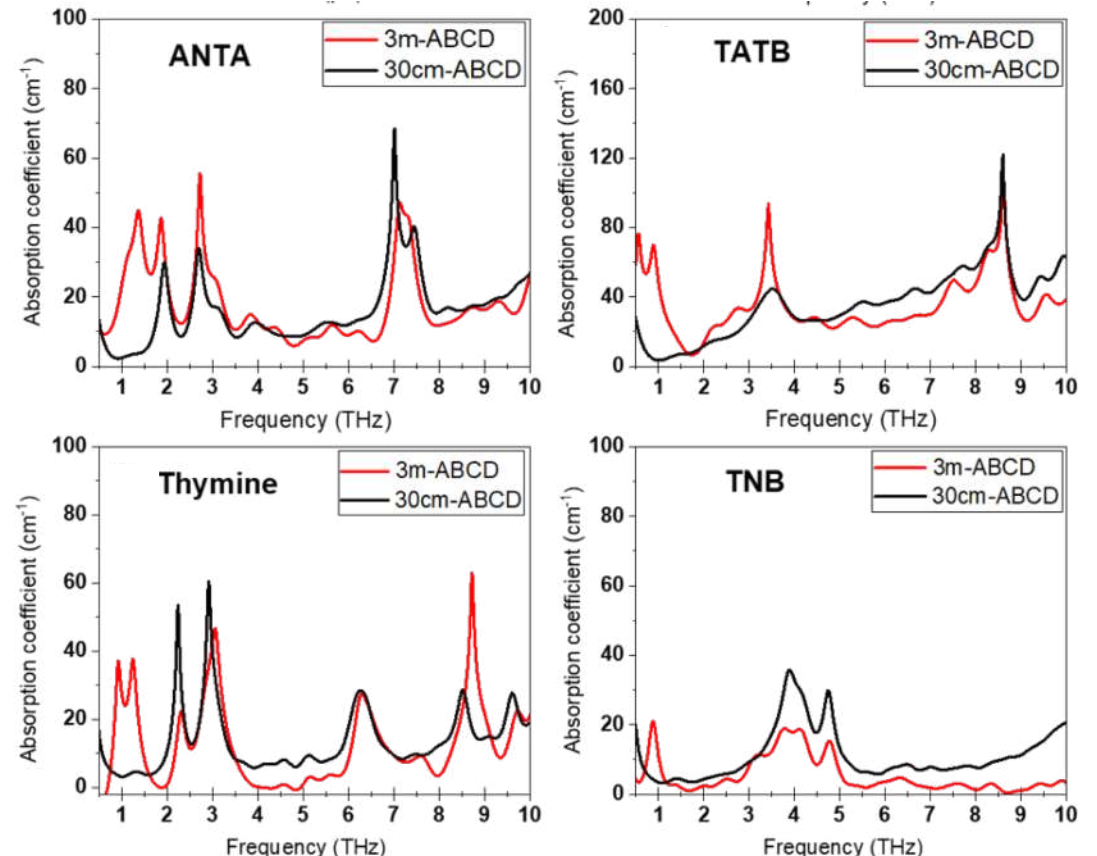 ANTA
3m-ABCD
30cm-ABCD
Absorption coefficient (cm-1)
100
80
60
40
20
0
1 2 3 4 5 6 7 8 9 10
Frequency (THz)
TATB
3m-ABCD
30cm-ABCD
Absorption coefficient (cm-1)
200
160
120
80
40
0
1 2 3 4 5 6 7 8 9 10
Frequency (THz)
Thymine
3m-ABCD
30cm-ABCD
Absorption coefficient (cm-1)
100
80
60
40
20
0
1 2 3 4 5 6 7 8 9 10
Frequency (THz)
TNB
3m-ABCD
30cm-ABCD
Absorption coefficient (cm-1)
100
80
60
40
20
0
1 2 3 4 5 6 7 8 9 10
Frequency (THz)